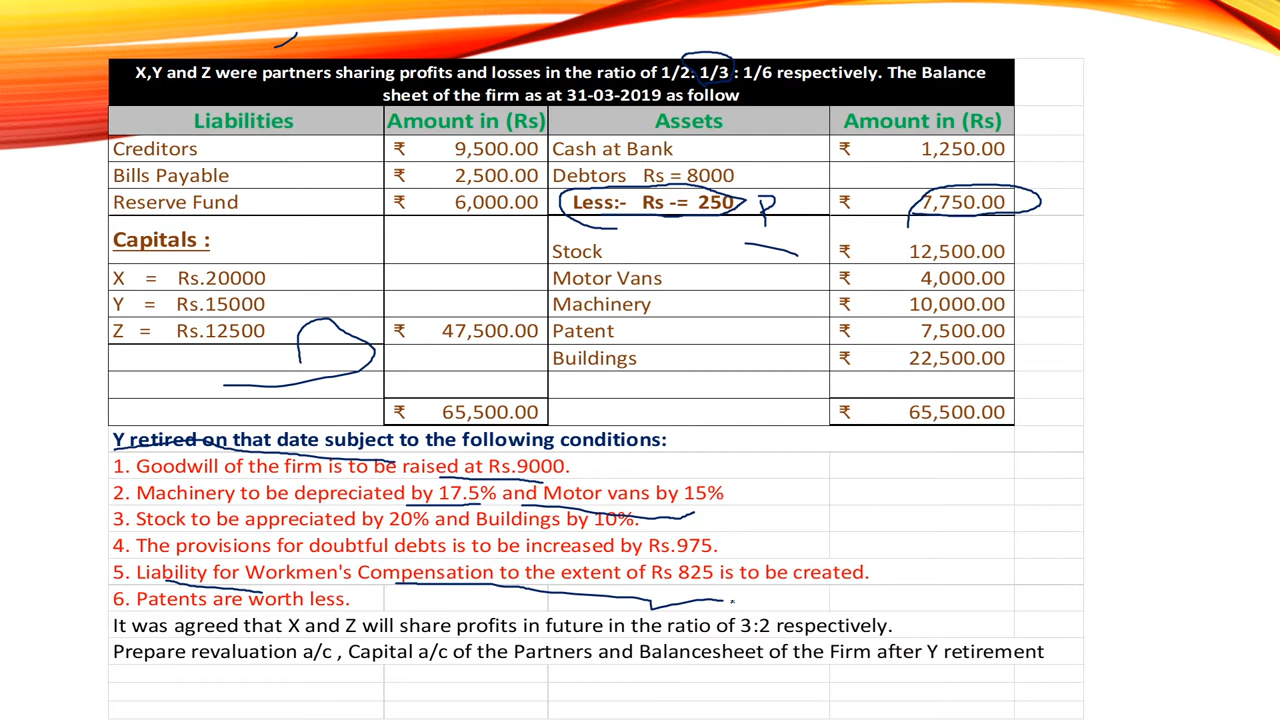 X,Y and Z were partners sharing profits and losses in the ratio of 1/2: 1/3 : 1/6 respectively. The Balance
sheet of the firm as at 31-03-2019 as follow
Liabilities Amount in (Rs) Assets Amount in (Rs)
Creditors ₹ 9,500.00 Cash at Bank ₹ 1,250.00
Bills Payable ₹ 2,500.00 Debtors Rs = 8000
Reserve Fund ₹ 6,000.00 Less:- Rs -= 250 P ₹ 7,750.00
Capitals :
Stock ₹ 12,500.00
X = Rs.20000 Motor Vans ₹ 4,000.00
Y = Rs.15000 Machinery ₹ 10,000.00
Z = Rs.12500 ₹ 47,500.00 Patent ₹ 7,500.00
Buildings ₹ 22,500.00
₹ 65,500.00 ₹ 65,500.00
Y retired on that date subject to the following conditions:
1. Goodwill of the firm is to be raised at Rs.9000.
2. Machinery to be depreciated by 17.5% and Motor vans by 15%
3. Stock to be appreciated by 20% and Buildings by 10%.
4. The provisions for doubtful debts is to be increased by Rs.975.
5. Liability for Workmen's Compensation to the extent of Rs 825 is to be created.
6. Patents are worth less.
It was agreed that X and Z will share profits in future in the ratio of 3:2 respectively.
Prepare revaluation a/c , Capital a/c of the Partners and Balancesheet of the Firm after Y retirement